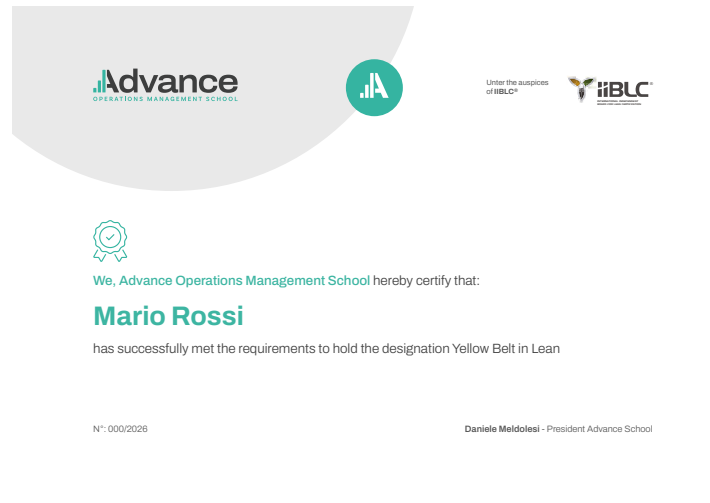 Advance
OPERATIONS MANAGEMENT SCHOOL
A
Unter the auspices
of IIBLC®
iiBLC®
We, Advance Operations Management School hereby certify that:
Mario Rossi
has successfully met the requirements to hold the designation Yellow Belt in Lean
N°: 000/2026
Daniele Meldolesi - President Advance School